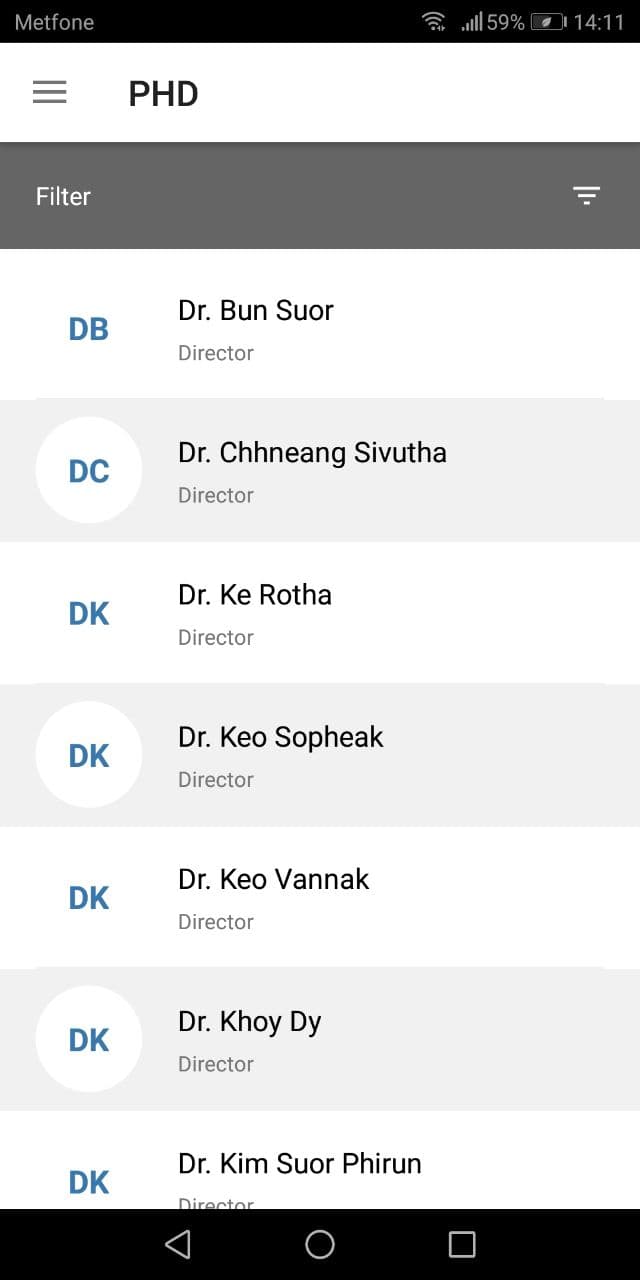 Metfone 59% 14:11
PHD
Filter
DB
Dr. Bun Suor
Director
DC
Dr. Chhneang Sivutha
Director
DK
Dr. Ke Rotha
Director
DK
Dr. Keo Sopheak
Director
DK
Dr. Keo Vannak
Director
DK
Dr. Khoy Dy
Director
DK
Dr. Kim Suor Phirun
Director